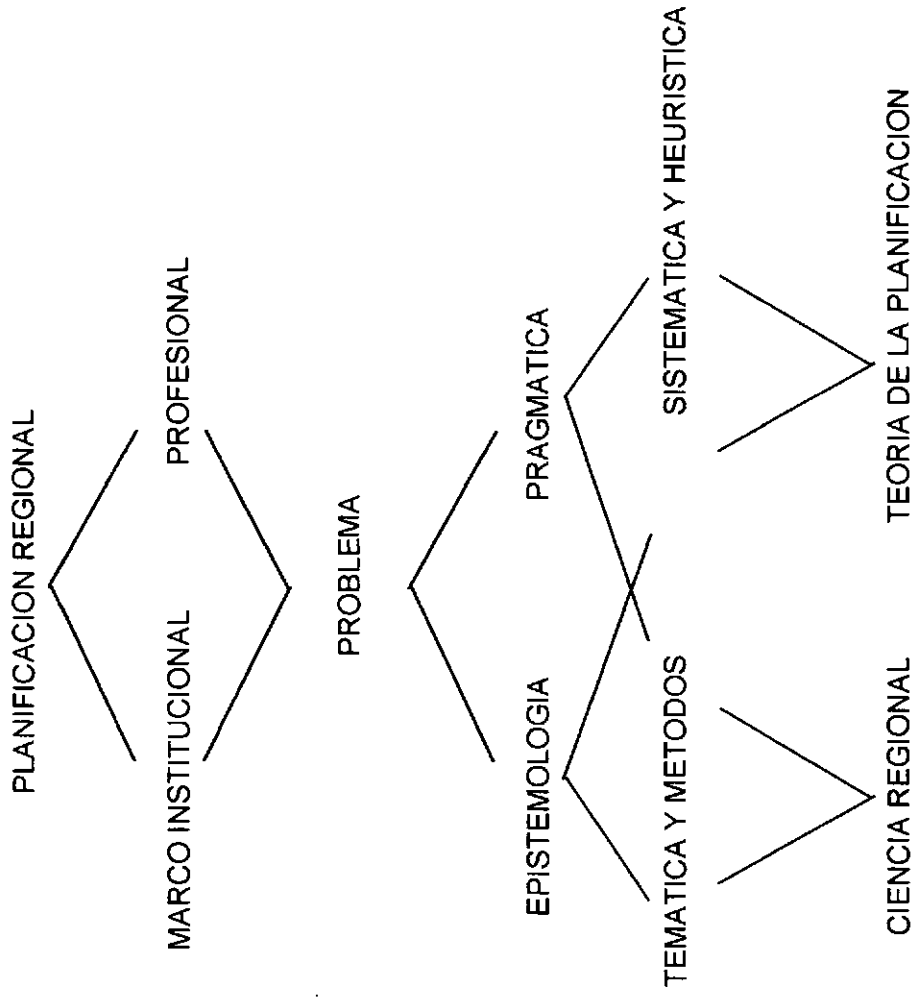 PLANIFICACION REGIONAL
MARCO INSTITUCIONAL
PROFESIONAL
PROBLEMA
EPISTEMOLOGIA
PRAGMATICA
TEMATICA Y METODOS
SISTEMATICA Y HEURISTICA
CIENCIA REGIONAL
TEORIA DE LA PLANIFICACION